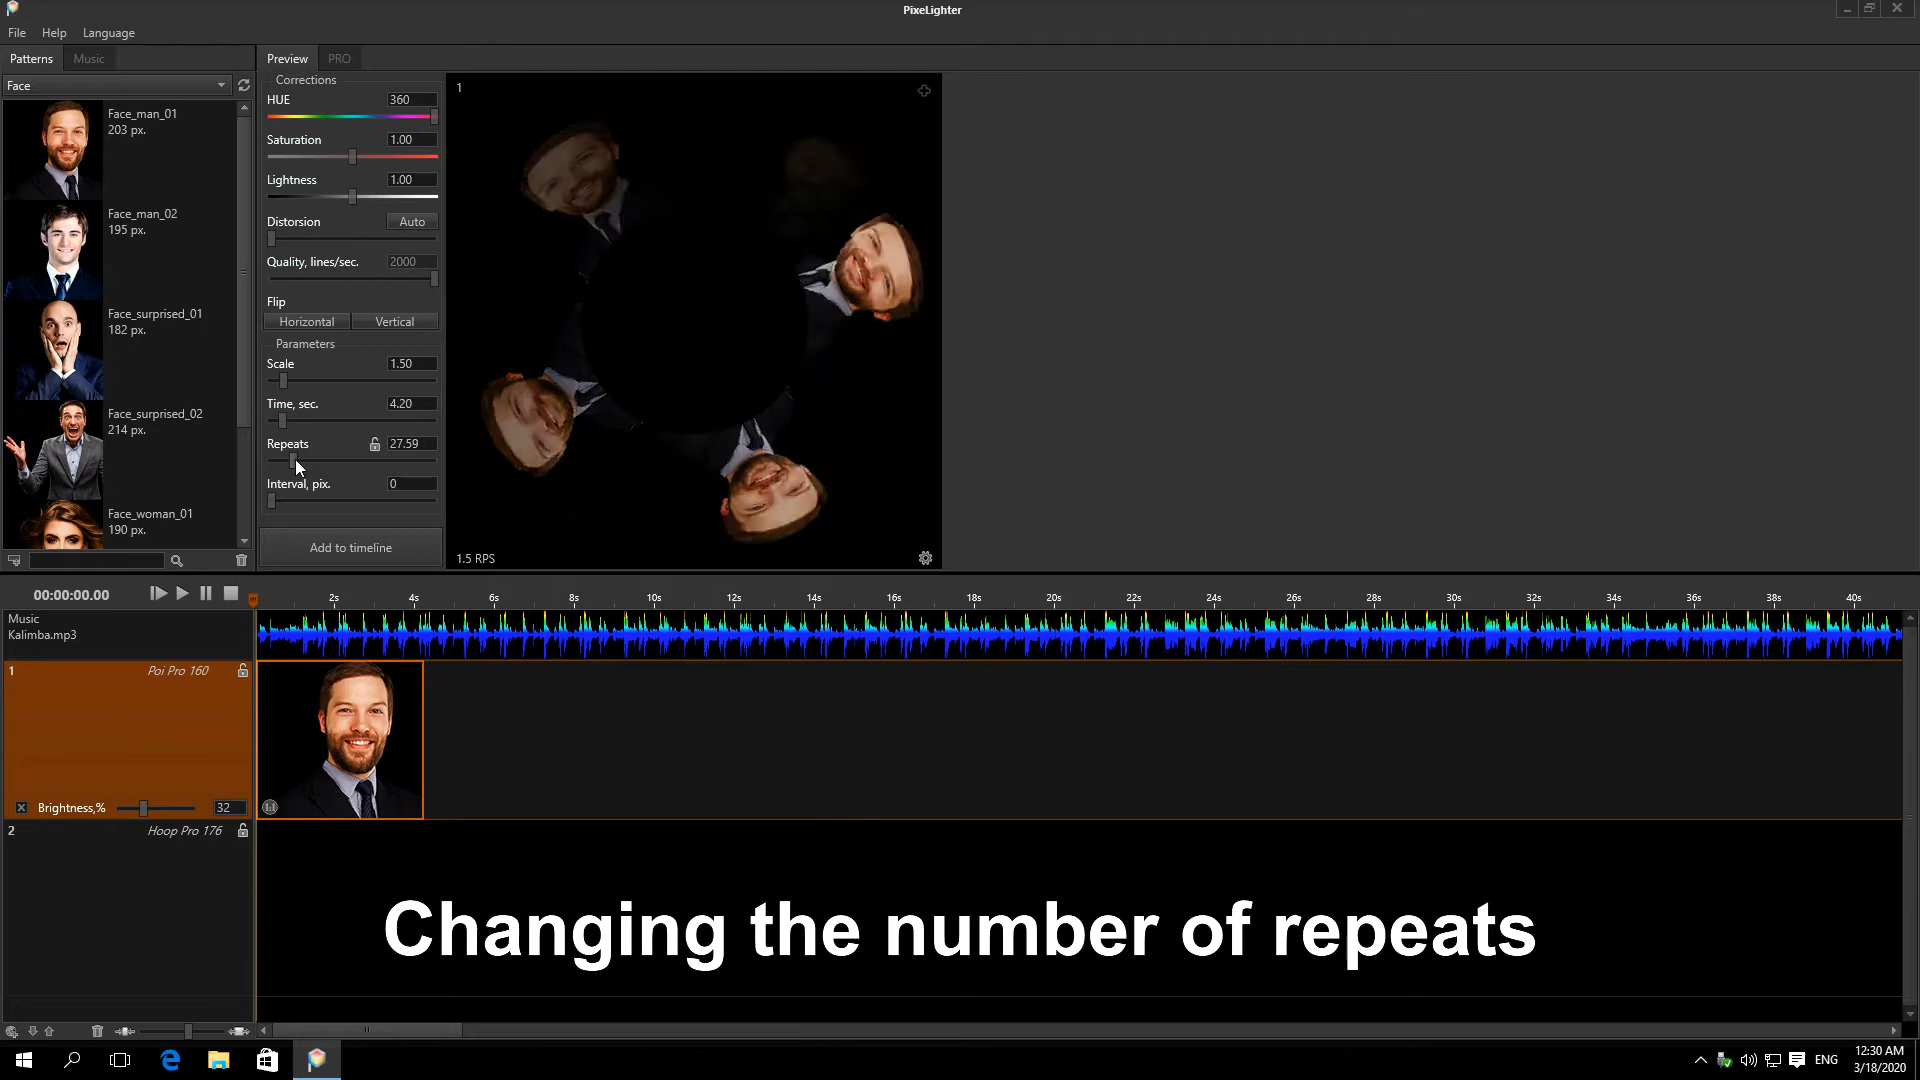 PixeLighter
File Help Language
Patterns Music
Face
Face_man_01
203 px.
Face_man_02
195 px.
Face_surprised_01
182 px.
Face_surprised_02
214 px.
Face_woman_01
190 px.
Preview PRO
Corrections
HUE 360
Saturation 1.00
Lightness 1.00
Distorsion Auto
Quality, lines/sec. 2000
Flip
Horizontal Vertical
Parameters
Scale 1.50
Time, sec. 4.20
Repeats 27.59
Interval, pix. 0
Add to timeline
1
1.5 RPS
00:00:00.00
2s 4s 6s 8s 10s 12s 14s 16s 18s 20s 22s 24s 26s 28s 30s 32s 34s 36s 38s 40s
Music
Kalimba.mp3
1 Poi Pro 160
Brightness,% 32
1:1
2 Hoop Pro 176
Changing the number of repeats
ENG
12:30 AM
3/18/2020